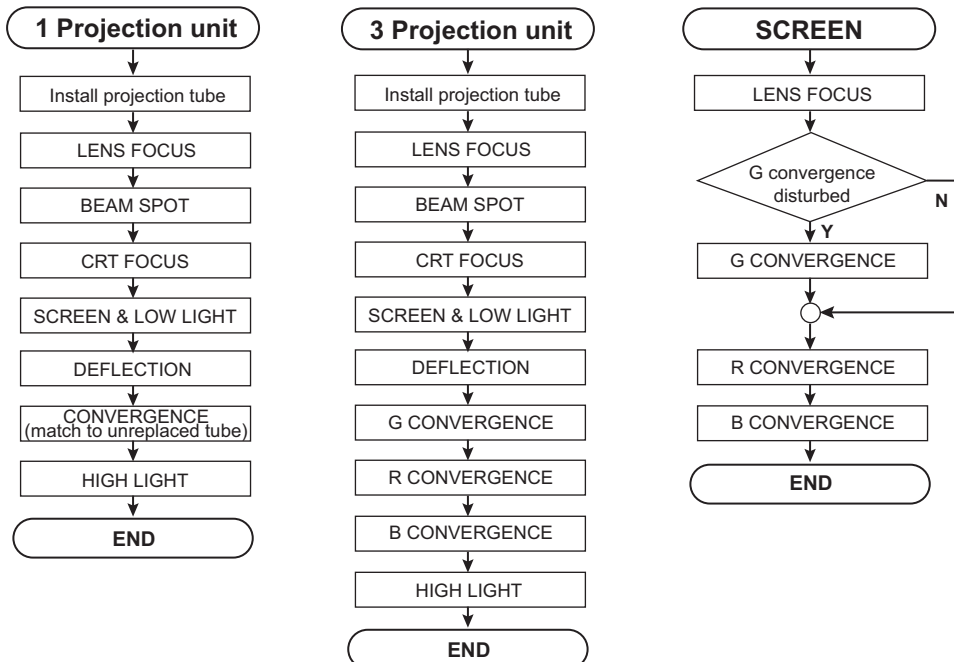 1 Projection unit
Install projection tube
LENS FOCUS
BEAM SPOT
CRT FOCUS
SCREEN & LOW LIGHT
DEFLECTION
CONVERGENCE
(match to unreplaced tube)
HIGH LIGHT
END
3 Projection unit
Install projection tube
LENS FOCUS
BEAM SPOT
CRT FOCUS
SCREEN & LOW LIGHT
DEFLECTION
G CONVERGENCE
R CONVERGENCE
B CONVERGENCE
HIGH LIGHT
END
SCREEN
LENS FOCUS
G convergence
disturbed
N
Y
G CONVERGENCE
R CONVERGENCE
B CONVERGENCE
END